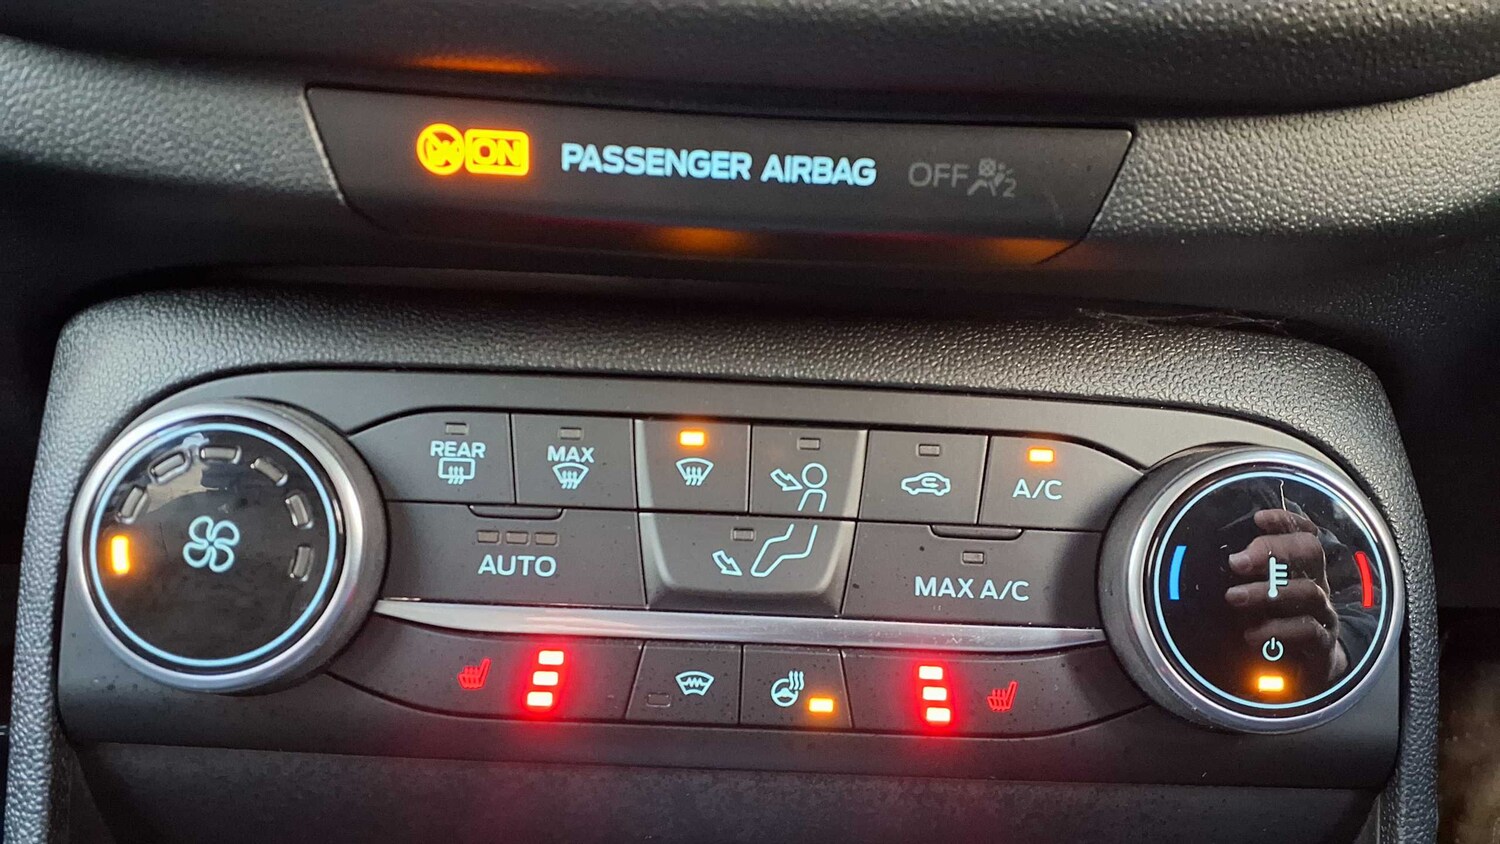 ON PASSENGER AIRBAG OFF 2
REAR
MAX
A/C
AUTO
MAX A/C